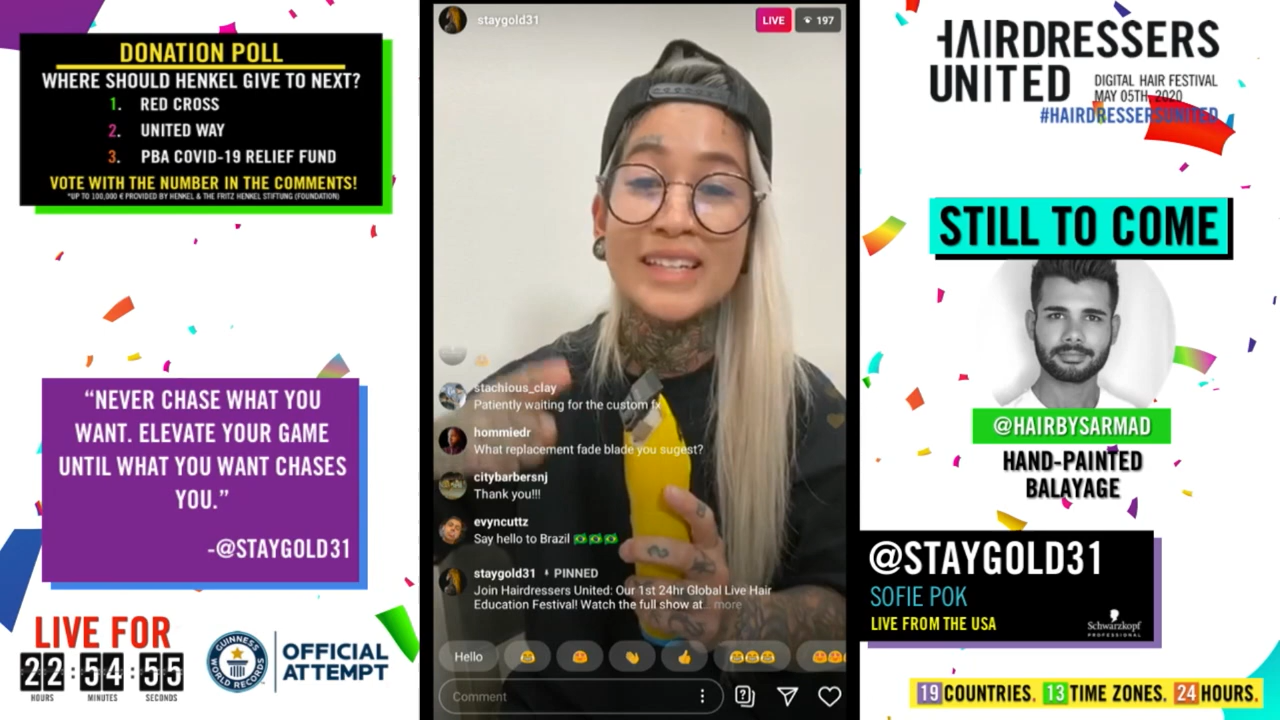 DONATION POLL
WHERE SHOULD HENKEL GIVE TO NEXT?
1. RED CROSS
2. UNITED WAY
3. PBA COVID-19 RELIEF FUND
VOTE WITH THE NUMBER IN THE COMMENTS!
*UP TO 100,000 € PROVIDED BY HENKEL & THE FRITZ HENKEL STIFTUNG (FOUNDATION)
“NEVER CHASE WHAT YOU
WANT. ELEVATE YOUR GAME
UNTIL WHAT YOU WANT CHASES
YOU.”
-@STAYGOLD31
LIVE FOR
22:54:55
HOURS MINUTES SECONDS
GUINNESS
WORLD RECORDS
OFFICIAL
ATTEMPT
staygold31
LIVE
197
stachious_clay
Patiently waiting for the custom fx
hommiedr
What replacement fade blade you sugest?
citybarbersnj
Thank you!!!
evyncuttz
Say hello to Brazil 🇧🇷🇧🇷🇧🇷
staygold31 PINNED
Join Hairdressers United: Our 1st 24hr Global Live Hair
Education Festival! Watch the full show at... more
Hello
Comment
HAIRDRESSERS
UNITED
DIGITAL HAIR FESTIVAL
MAY 05TH, 2020
#HAIRDRESSERSUNITED
STILL TO COME
@HAIRBYSARMAD
HAND-PAINTED
BALAYAGE
@STAYGOLD31
SOFIE POK
LIVE FROM THE USA
Schwarzkopf
PROFESSIONAL
19 COUNTRIES. 13 TIME ZONES. 24 HOURS.